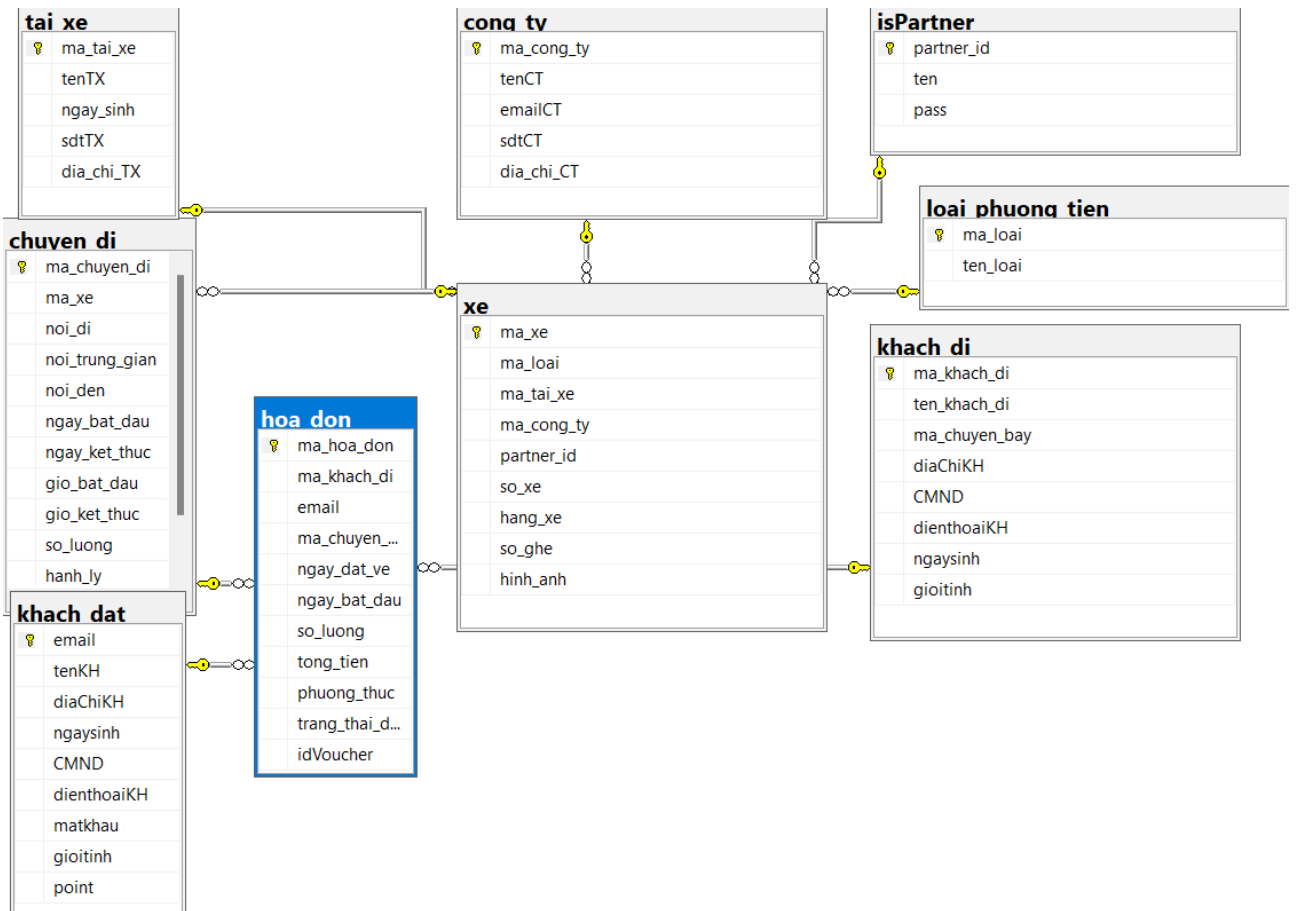 tai_xe
ma_tai_xe
tenTX
ngay_sinh
sdtTX
dia_chi_TX
cong_ty
ma_cong_ty
tenCT
emailCT
sdtCT
dia_chi_CT
isPartner
partner_id
ten
pass
loai_phuong_tien
ma_loai
ten_loai
chuyen_di
ma_chuyen_di
ma_xe
noi_di
noi_trung_gian
noi_den
ngay_bat_dau
ngay_ket_thuc
gio_bat_dau
gio_ket_thuc
so_luong
hanh_ly
xe
ma_xe
ma_loai
ma_tai_xe
ma_cong_ty
partner_id
so_xe
hang_xe
so_ghe
hinh_anh
khach_di
ma_khach_di
ten_khach_di
ma_chuyen_bay
diaChiKH
CMND
dienthoaiKH
ngaysinh
gioitinh
hoa_don
ma_hoa_don
ma_khach_di
email
ma_chuyen_...
ngay_dat_ve
ngay_bat_dau
so_luong
tong_tien
phuong_thuc
trang_thai_d...
idVoucher
khach_dat
email
tenKH
diaChiKH
ngaysinh
CMND
dienthoaiKH
matkhau
gioitinh
point